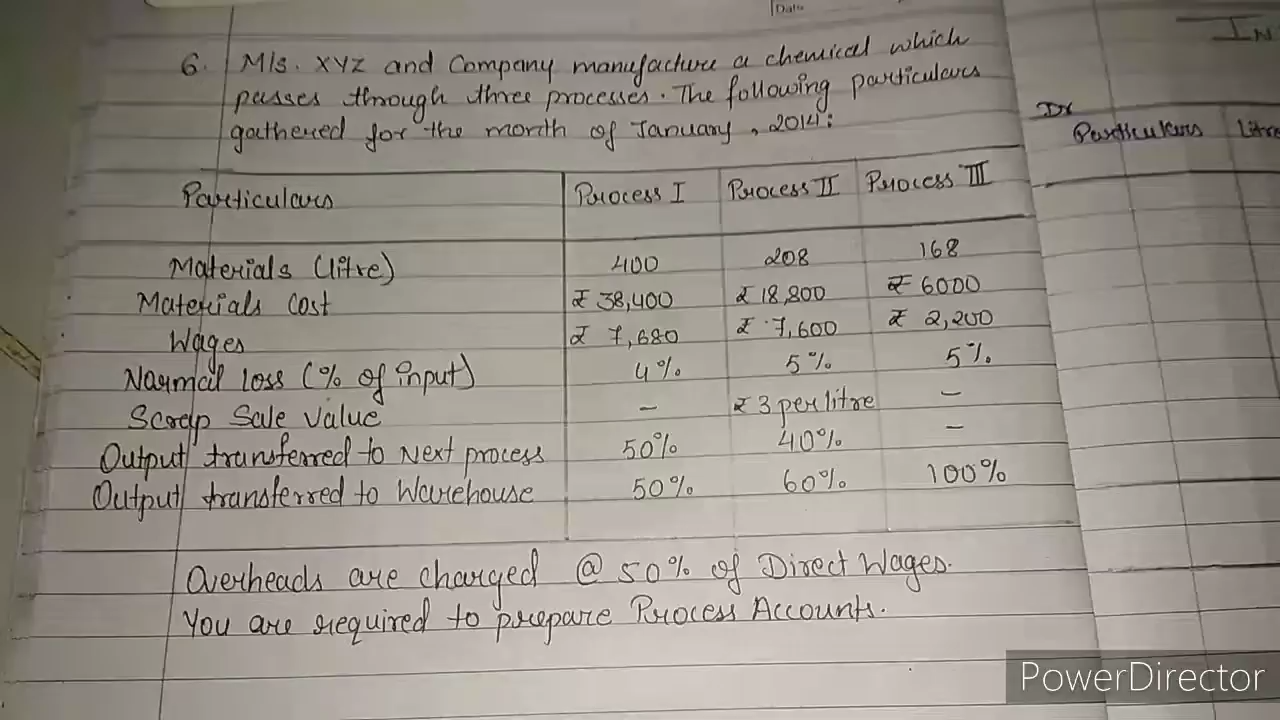 Date
6. M/s. XYZ and Company manufacture a chemical which
passes through three processes. The following particulars
gathered for the month of January, 2014:
Particulars Process I Process II Process III
Materials (litre) 400 208 168
Materials Cost ₹ 38,400 ₹ 18,800 ₹ 6000
Wages ₹ 7,680 ₹ 7,600 ₹ 2,200
Normal loss (% of input) 4% 5% 5%
Scrap Sale Value - ₹ 3 per litre -
Output transferred to Next process 50% 40% -
Output transferred to Warehouse 50% 60% 100%
Overheads are charged @ 50% of Direct Wages.
You are required to prepare Process Accounts.
IN
Dr
Particulars Litre
PowerDirector